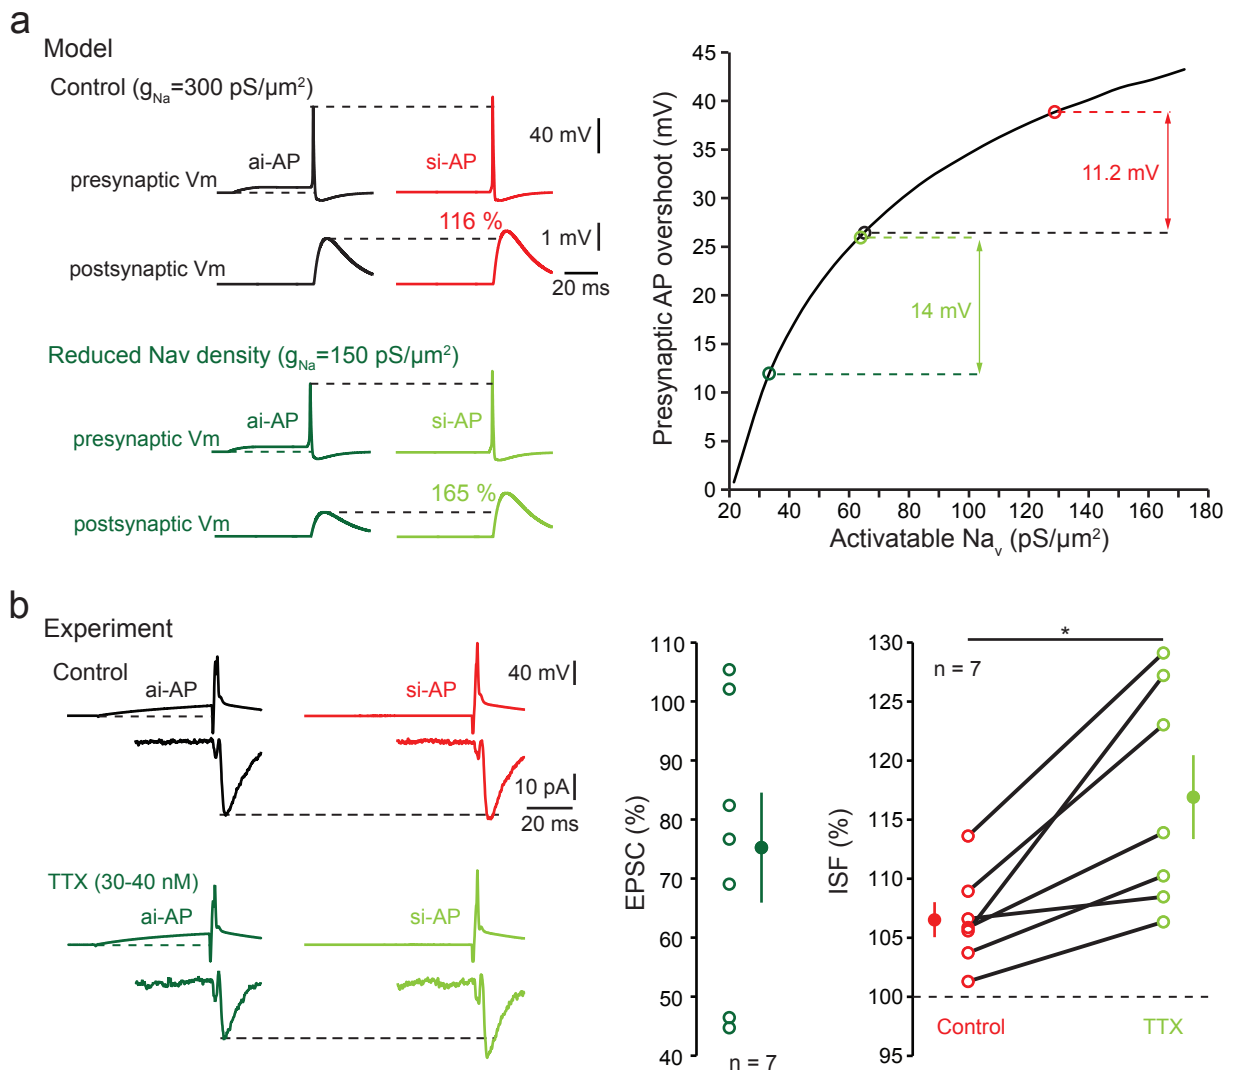 a
Model
Control (gNa=300 pS/µm²)
ai-AP
si-AP
40 mV
presynaptic Vm
116 %
1 mV
postsynaptic Vm
20 ms
Reduced Nav density (gNa=150 pS/µm²)
ai-AP
si-AP
presynaptic Vm
165 %
postsynaptic Vm
Presynaptic AP overshoot (mV)
45
40
35
30
25
20
15
10
5
0
11.2 mV
14 mV
20 40 60 80 100 120 140 160 180
Activatable Nav (pS/µm²)
b
Experiment
Control
ai-AP
si-AP
40 mV
10 pA
20 ms
TTX (30-40 nM)
ai-AP
si-AP
EPSC (%)
110
100
90
80
70
60
50
40
n = 7
ISF (%)
130
125
120
115
110
105
100
95
n = 7
*
Control
TTX